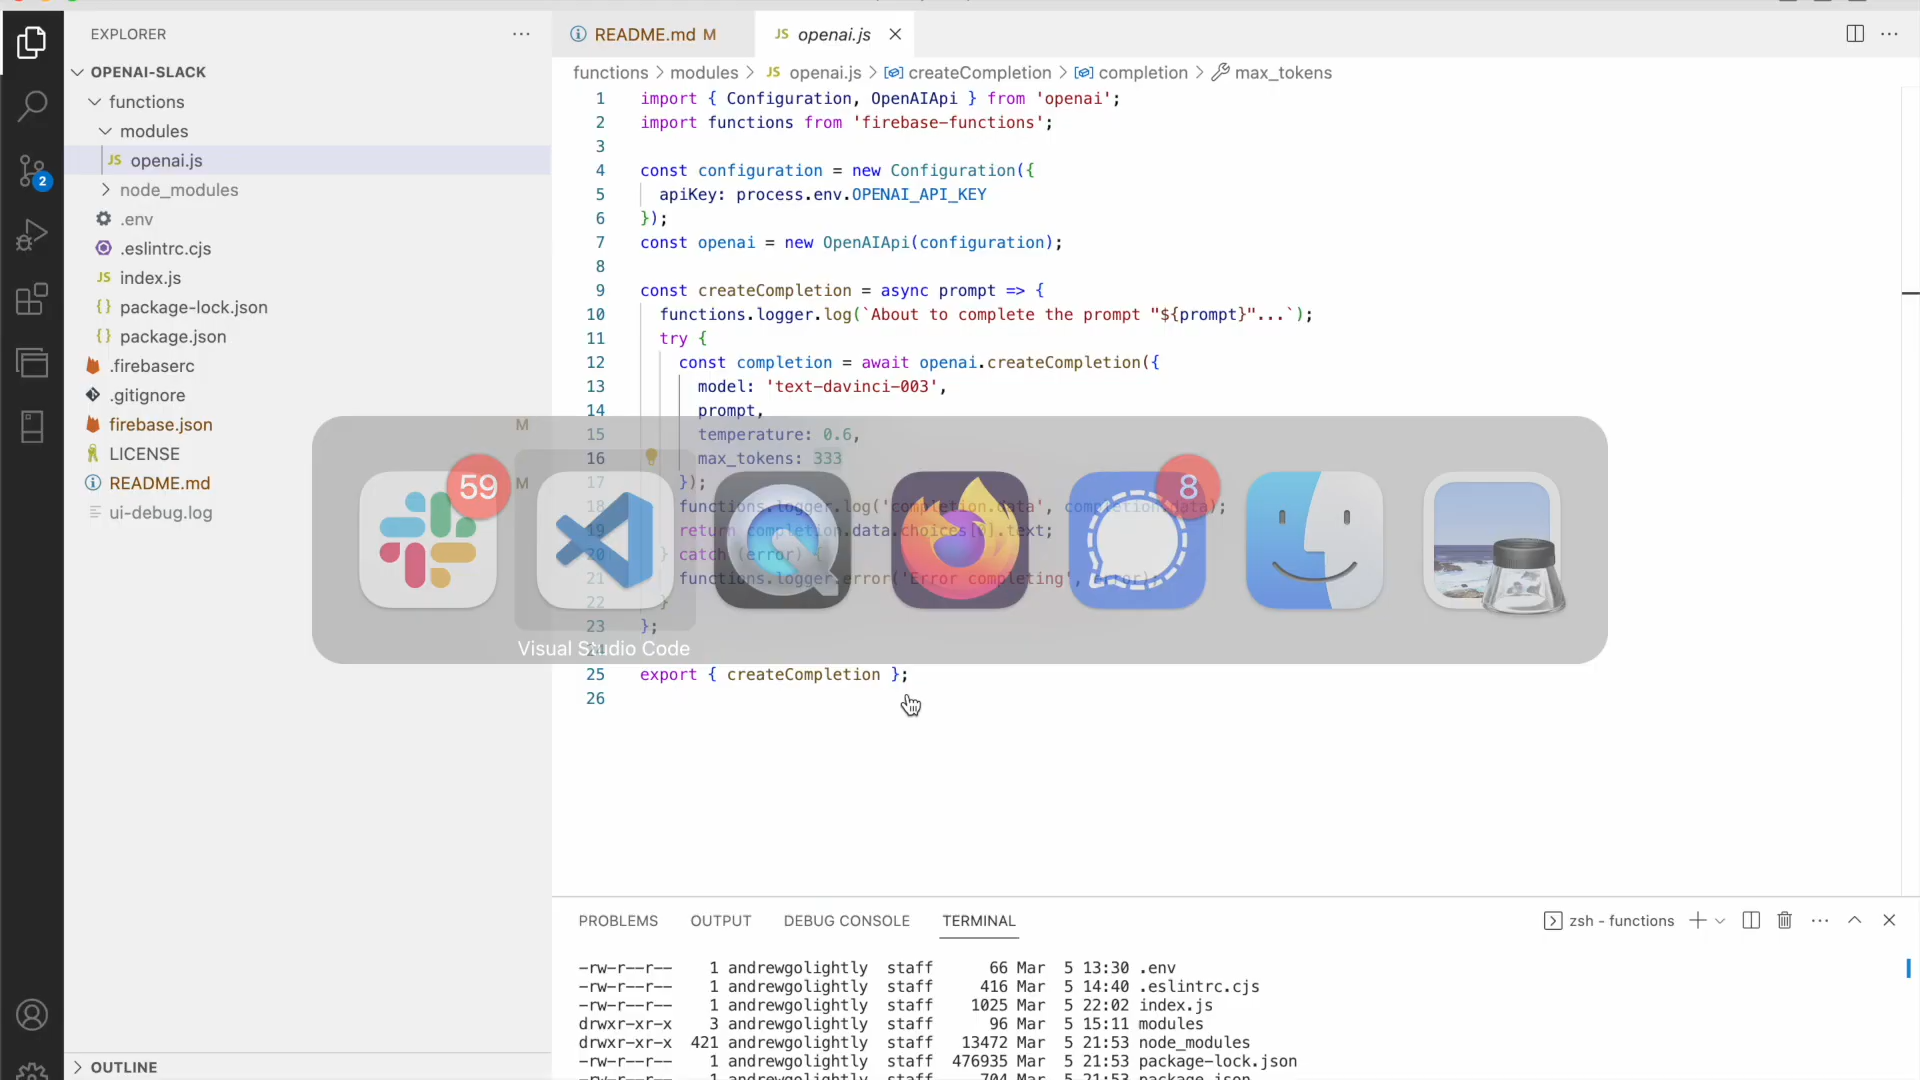 EXPLORER
OPENAI-SLACK
functions
modules
JS openai.js
node_modules
.env
.eslintrc.cjs
JS index.js
{} package-lock.json
{} package.json
.firebaserc
.gitignore
firebase.json M
LICENSE
README.md M
ui-debug.log
OUTLINE
2
README.md M
JS openai.js
functions > modules > JS openai.js > createCompletion > completion > max_tokens
1 import { Configuration, OpenAIApi } from 'openai';
2 import functions from 'firebase-functions';
3
4 const configuration = new Configuration({
5 apiKey: process.env.OPENAI_API_KEY
6 });
7 const openai = new OpenAIApi(configuration);
8
9 const createCompletion = async prompt => {
10 functions.logger.log(`About to complete the prompt "${prompt}"...`);
11 try {
12 const completion = await openai.createCompletion({
13 model: 'text-davinci-003',
14 prompt,
15 temperature: 0.6,
16 max_tokens: 333
17 });
18 functions.logger.log('completion.data', completion.data);
19 return completion.data.choices[0].text;
20 } catch (error) {
21 functions.logger.error('Error completing', error);
22 }
23 };
24
25 export { createCompletion };
26
59
8
Visual Studio Code
PROBLEMS OUTPUT DEBUG CONSOLE TERMINAL
zsh - functions
-rw-r--r-- 1 andrewgolightly staff 66 Mar 5 13:30 .env
-rw-r--r-- 1 andrewgolightly staff 416 Mar 5 14:40 .eslintrc.cjs
-rw-r--r-- 1 andrewgolightly staff 1025 Mar 5 22:02 index.js
drwxr-xr-x 3 andrewgolightly staff 96 Mar 5 15:11 modules
drwxr-xr-x 421 andrewgolightly staff 13472 Mar 5 21:53 node_modules
-rw-r--r-- 1 andrewgolightly staff 476935 Mar 5 21:53 package-lock.json
-rw-r--r-- 1 andrewgolightly staff 704 Mar 5 21:53 package.json